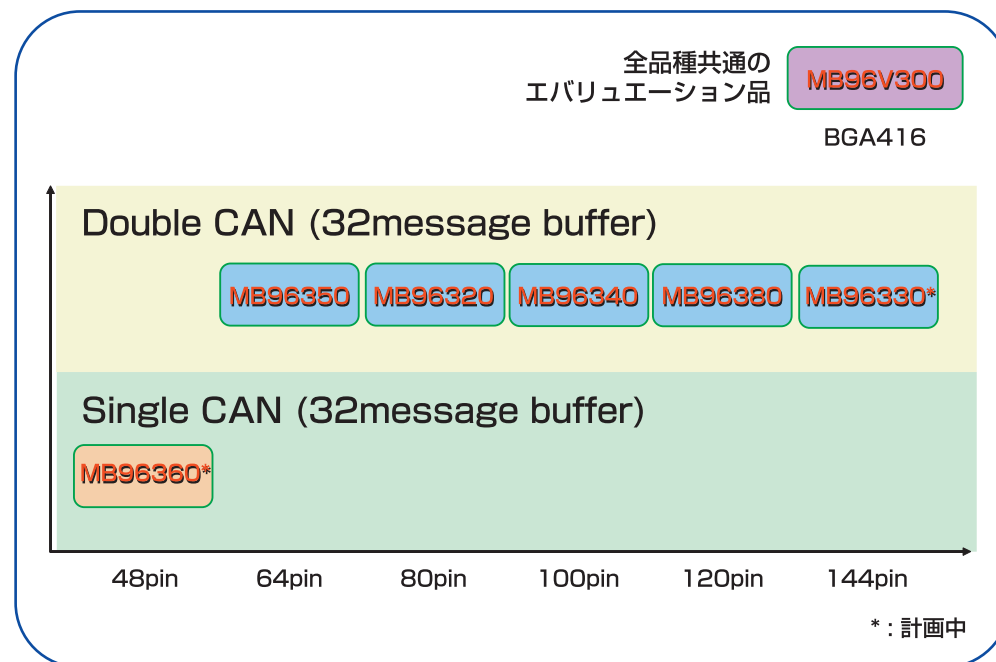 全品種共通の
エバリュエーション品
MB96V300
BGA416
Double CAN (32message buffer)
MB96350 MB96320 MB96340 MB96380 MB96330*
Single CAN (32message buffer)
MB96360*
48pin 64pin 80pin 100pin 120pin 144pin
*：計画中